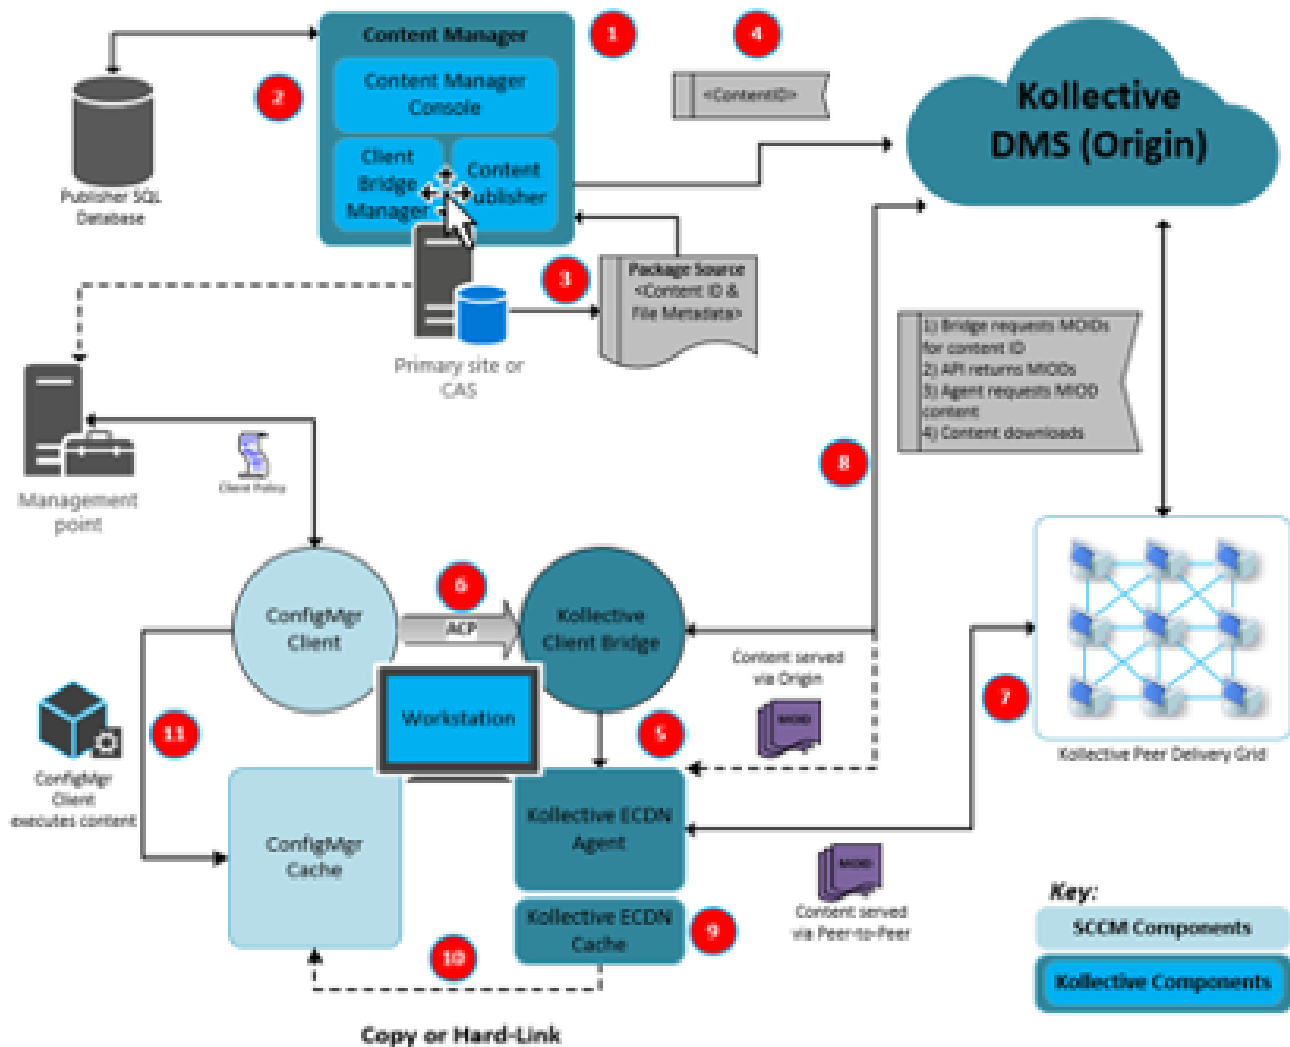 Content Manager
1
4
2
Content Manager
Console
<ContentID>
Kollective
DMS (Origin)
Client
Bridge
Manager
Content
Publisher
Publisher SQL
Database
3
Package Source
<Content ID &
File Metadata>
Primary site or
CAS
1) Bridge requests MOIDs
for content ID
2) API returns MIODs
3) Agent requests MIOD
content
4) Content downloads
8
Client Policy
Management
point
6
ACP
ConfigMgr
Client
Kollective
Client Bridge
Content served
via Origin
MOID
7
Workstation
5
11
Kollective Peer Delivery Grid
ConfigMgr
Client
executes content
ConfigMgr
Cache
Kollective ECDN
Agent
MOID
Content served
via Peer-to-Peer
Kollective ECDN
Cache
9
10
Key:
SCCM Components
Kollective Components
Copy or Hard-Link